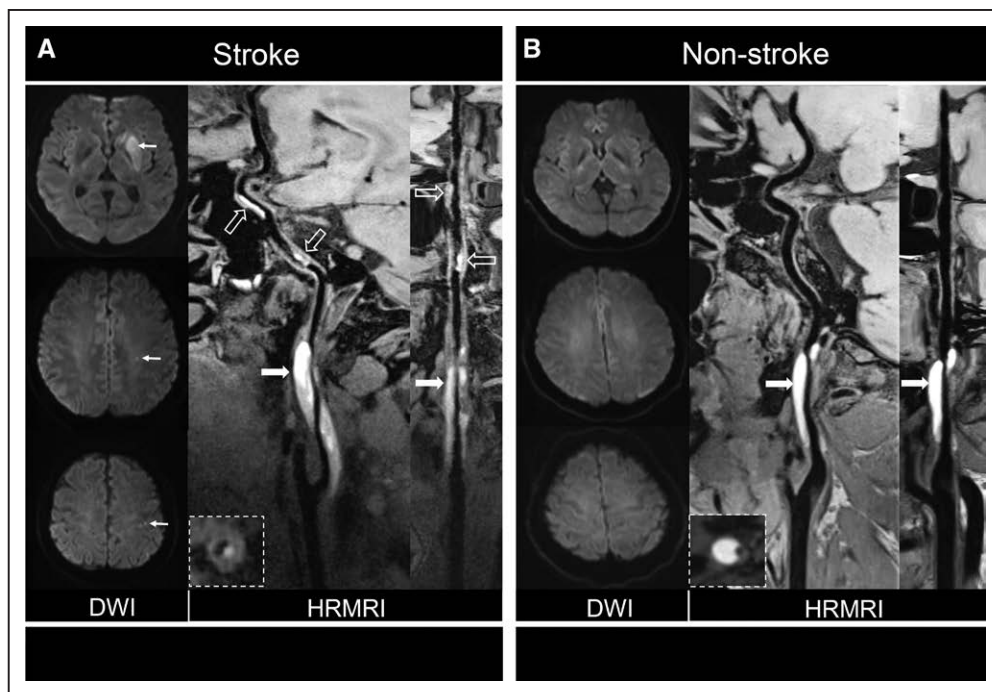 A
Stroke
DWI
HRMRI
B
Non-stroke
DWI
HRMRI